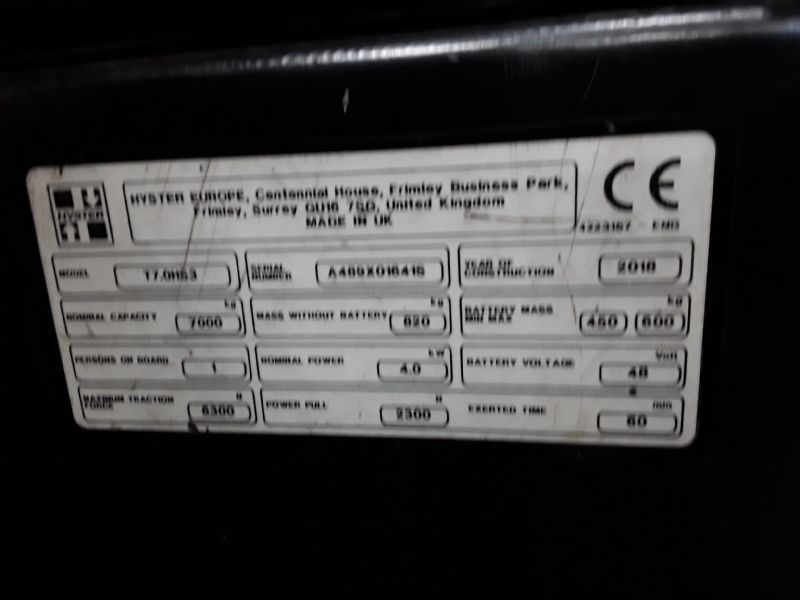 HYSTER
HYSTER EUROPE, Centennial House, Frimley Business Park,
Frimley, Surrey GU16 7SG, United Kingdom
MADE IN UK
CE
4223167 - ENG
MODEL T7.0HS3
SERIAL NUMBER
YEAR OF CONSTRUCTION 2018
NOMINAL CAPACITY kg 7000
MASS WITHOUT BATTERY kg 820
BATTERY MASS MIN MAX kg 450 600
PERSONS ON BOARD 1
NOMINAL POWER kW 4.0
BATTERY VOLTAGE Volt 48
MAXIMUM TRACTION FORCE N 6300
POWER PULL N 2300
EXERTED TIME min 60